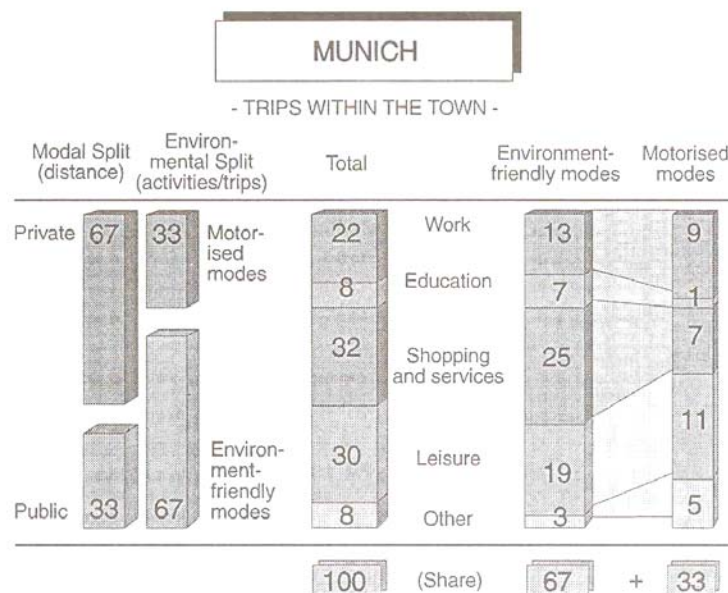 MUNICH
- TRIPS WITHIN THE TOWN -
Modal Split
(distance)
Environ-
mental Split
(activities/trips)
Total
Environment-
friendly modes
Motorised
modes
Private
67
33
Motor-
ised
modes
22
Work
13
9
8
Education
7
1
32
Shopping
and services
25
7
30
Leisure
19
11
Public
33
67
Environ-
ment-
friendly
modes
8
Other
3
5
100
(Share)
67
+
33